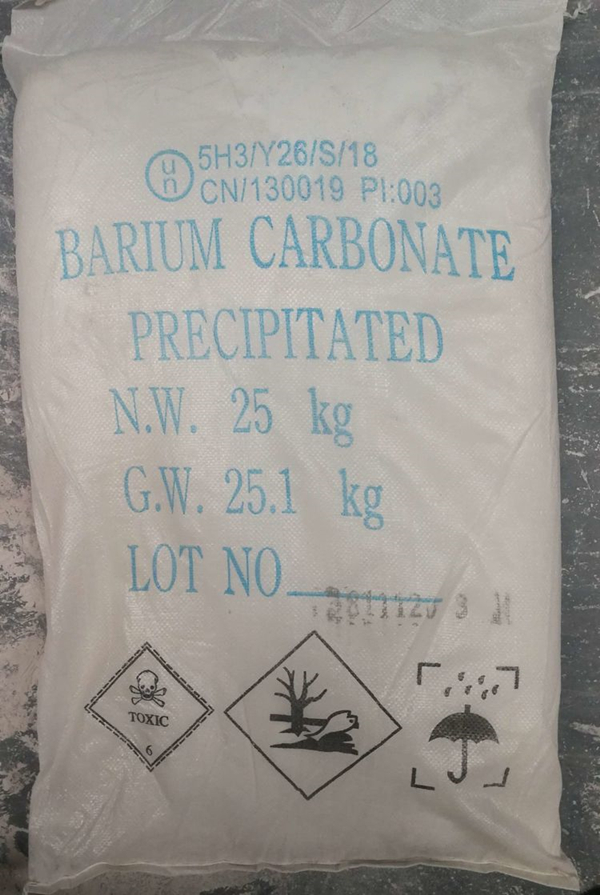 un 5H3/Y26/S/18
CN/130019 PI:003
BARIUM CARBONATE
PRECIPITATED
N.W. 25 kg
G.W. 25.1 kg
LOT NO
TOXIC
6